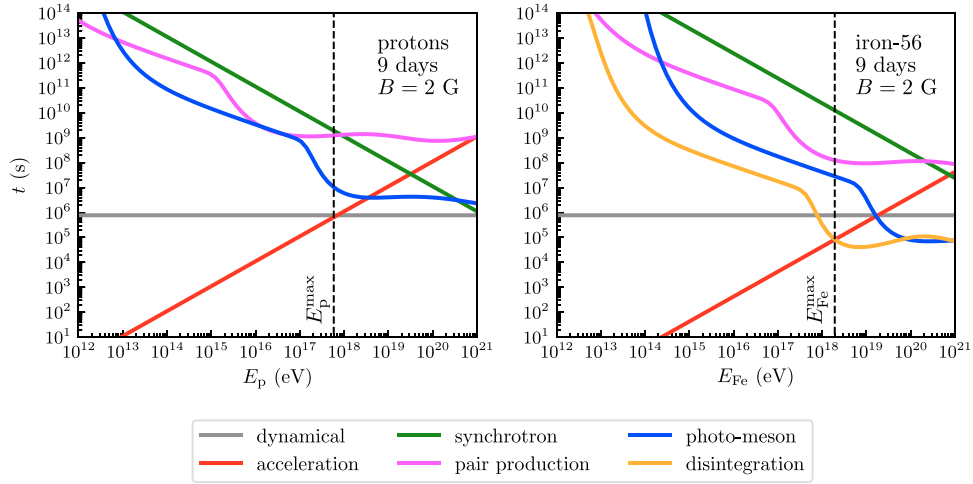 protons
9 days
B = 2 G
t (s)
10^14
10^13
10^12
10^11
10^10
10^9
10^8
10^7
10^6
10^5
10^4
10^3
10^2
10^1
E_p^max
10^12 10^13 10^14 10^15 10^16 10^17 10^18 10^19 10^20 10^21
E_p (eV)
iron-56
9 days
B = 2 G
10^14
10^13
10^12
10^11
10^10
10^9
10^8
10^7
10^6
10^5
10^4
10^3
10^2
10^1
E_Fe^max
10^12 10^13 10^14 10^15 10^16 10^17 10^18 10^19 10^20 10^21
E_Fe (eV)
dynamical synchrotron photo-meson
acceleration pair production disintegration